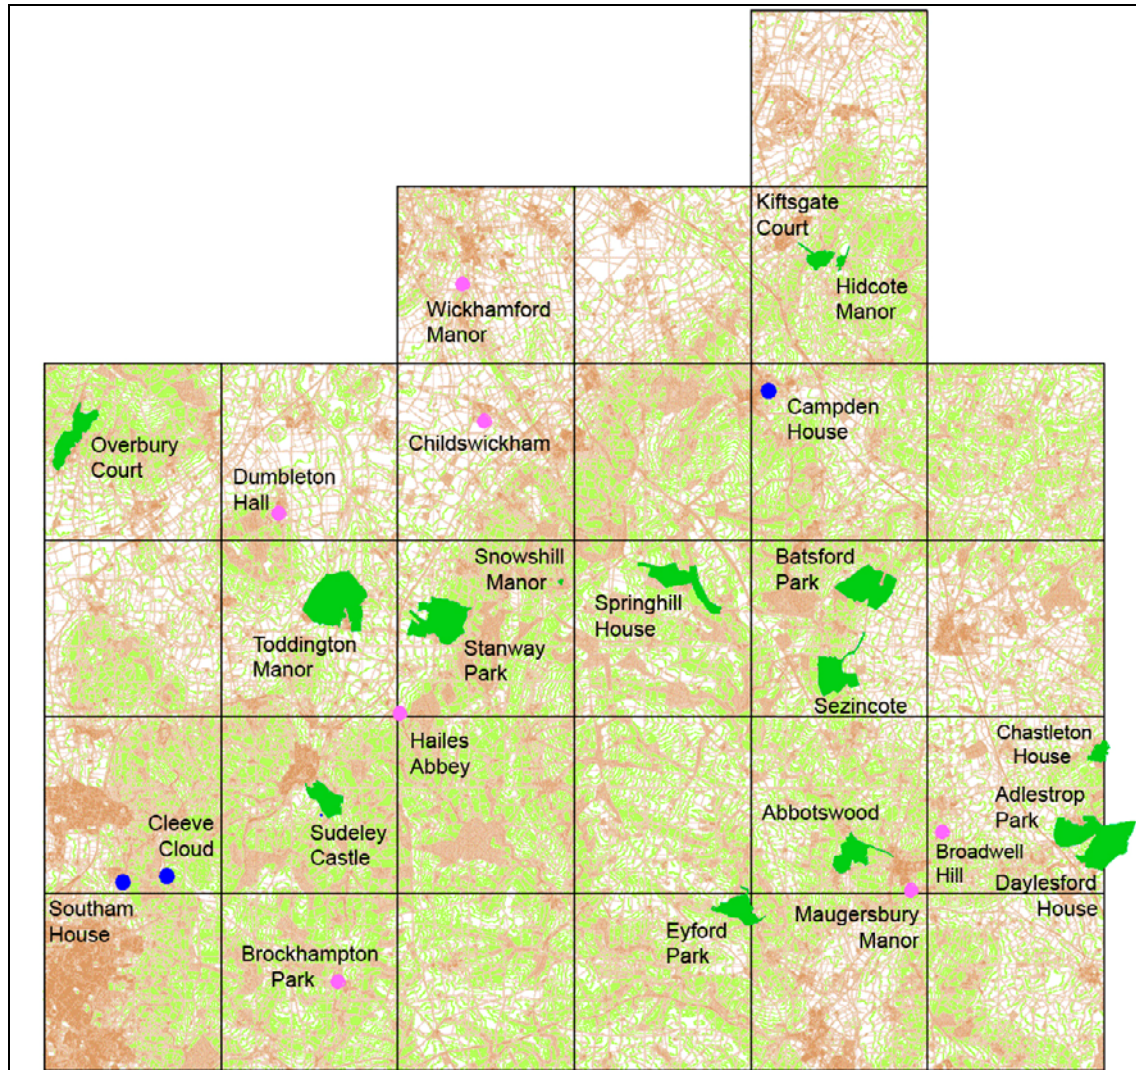 Kiftsgate
Court
Hidcote
Manor
Wickhamford
Manor
Campden
House
Overbury
Court
Childswickham
Dumbleton
Hall
Snowshill
Manor
Batsford
Park
Springhill
House
Toddington
Manor
Stanway
Park
Sezincote
Chastleton
House
Hailes
Abbey
Adlestrop
Park
Abbotswood
Cleeve
Cloud
Sudeley
Castle
Broadwell
Hill
Daylesford
House
Southam
House
Maugersbury
Manor
Eyford
Park
Brockhampton
Park